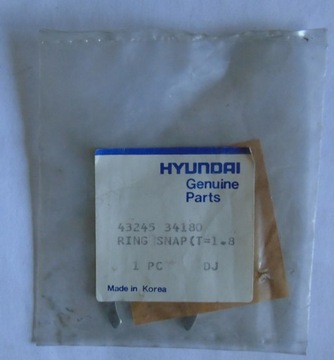 HYUNDAI
Genuine
Parts
43245 34180
RING SNAP(T=1.8
1 PC DJ
Made in Korea